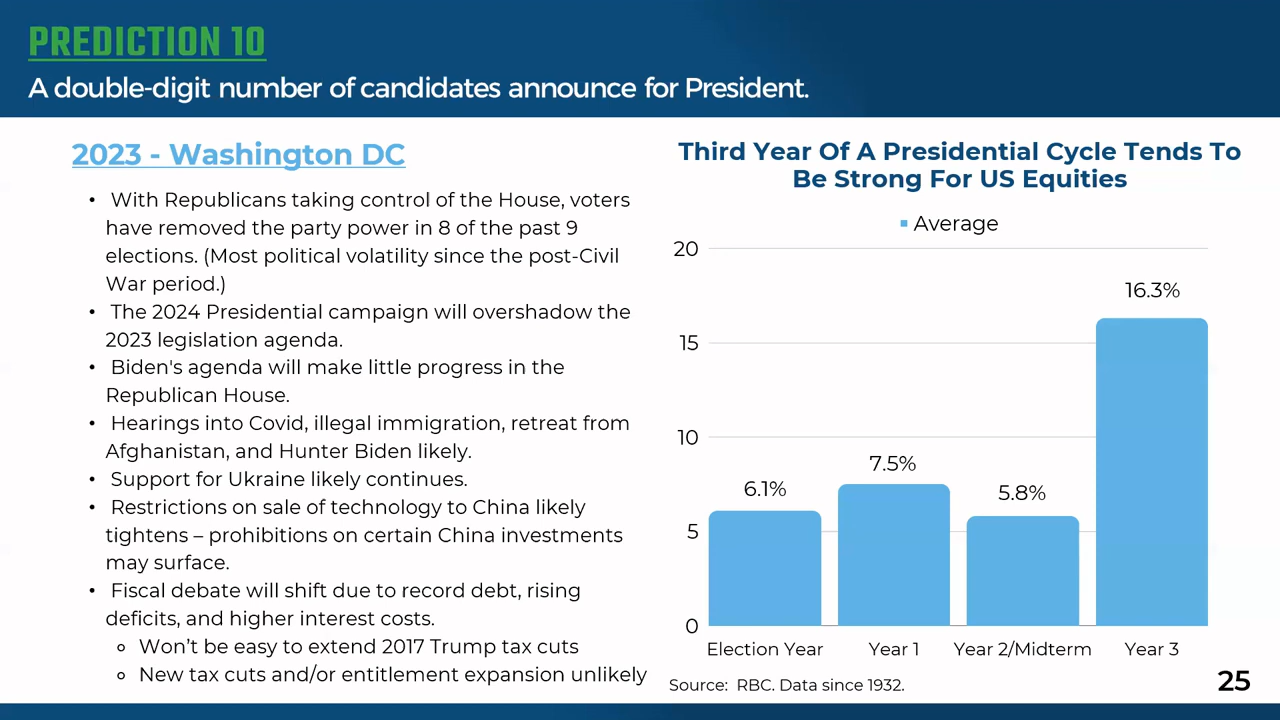 PREDICTION 10
A double-digit number of candidates announce for President.
2023 - Washington DC
• With Republicans taking control of the House, voters
have removed the party power in 8 of the past 9
elections. (Most political volatility since the post-Civil
War period.)
• The 2024 Presidential campaign will overshadow the
2023 legislation agenda.
• Biden's agenda will make little progress in the
Republican House.
• Hearings into Covid, illegal immigration, retreat from
Afghanistan, and Hunter Biden likely.
• Support for Ukraine likely continues.
• Restrictions on sale of technology to China likely
tightens – prohibitions on certain China investments
may surface.
• Fiscal debate will shift due to record debt, rising
deficits, and higher interest costs.
o Won’t be easy to extend 2017 Trump tax cuts
o New tax cuts and/or entitlement expansion unlikely
Third Year Of A Presidential Cycle Tends To
Be Strong For US Equities
Average
20
15
10
5
0
6.1%
7.5%
5.8%
16.3%
Election Year
Year 1
Year 2/Midterm
Year 3
Source: RBC. Data since 1932.
25